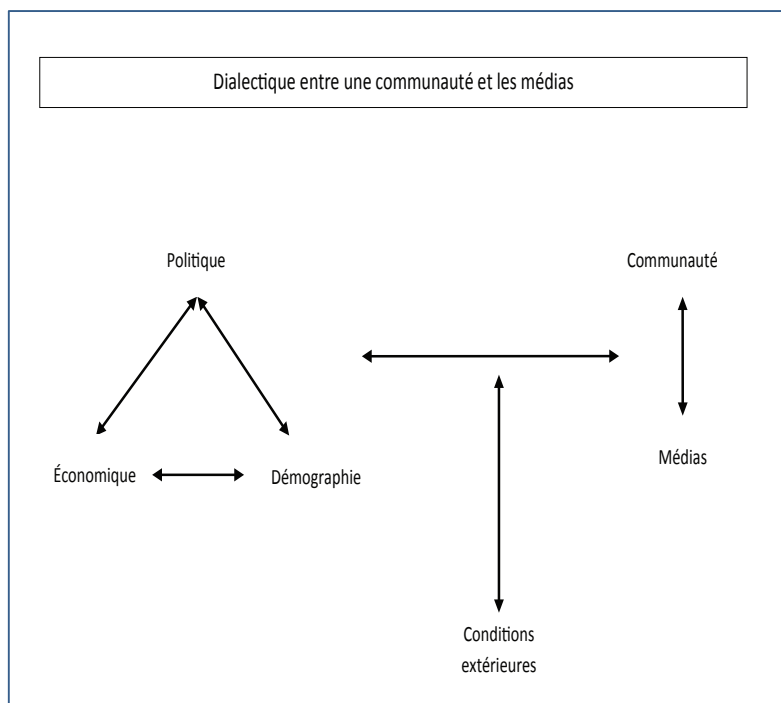 Dialectique entre une communauté et les médias
Politique
Communauté
Économique
Démographie
Médias
Conditions
extérieures